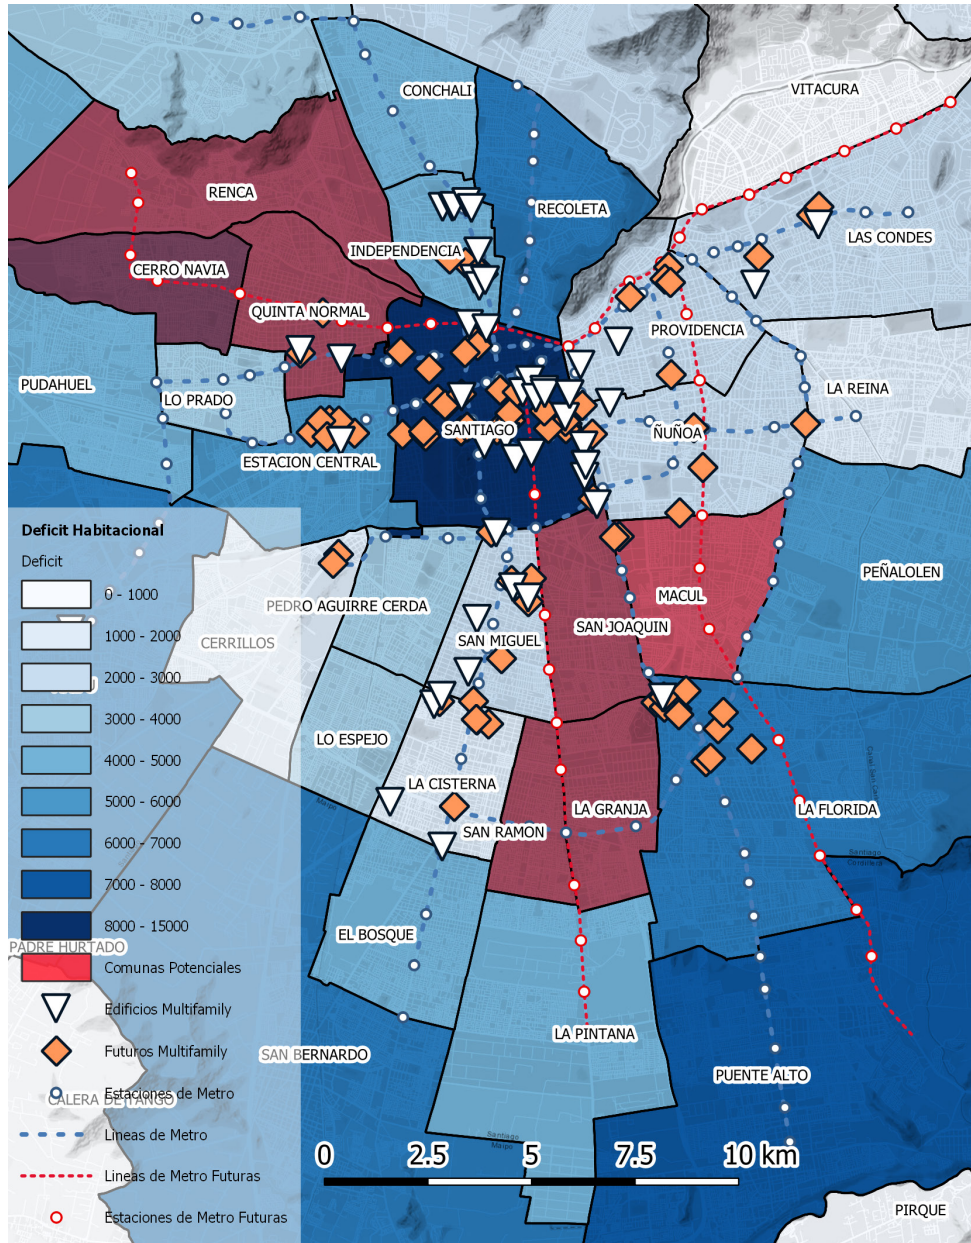 VITACURA
CONCHALI
RENCA
RECOLETA
LAS CONDES
INDEPENDENCIA
CERRO NAVIA
QUINTA NORMAL
PROVIDENCIA
PUDAHUEL
LO PRADO
LA REINA
SANTIAGO
ÑUÑOA
ESTACION CENTRAL
PEÑALOLEN
MACUL
PEDRO AGUIRRE CERDA
SAN JOAQUIN
CERRILLOS
SAN MIGUEL
LO ESPEJO
LA CISTERNA
LA GRANJA
LA FLORIDA
SAN RAMON
Maipo
Santiago
Cordillera
EL BOSQUE
PADRE HURTADO
LA PINTANA
SAN BERNARDO
PUENTE ALTO
CALERA DE TANGO
Santiago
Maipo
PIRQUE
Deficit Habitacional
Deficit
0 - 1000
1000 - 2000
2000 - 3000
3000 - 4000
4000 - 5000
5000 - 6000
6000 - 7000
7000 - 8000
8000 - 15000
Comunas Potenciales
Edificios Multifamily
Futuros Multifamily
Estaciones de Metro
Lineas de Metro
Lineas de Metro Futuras
Estaciones de Metro Futuras
0 2.5 5 7.5 10 km